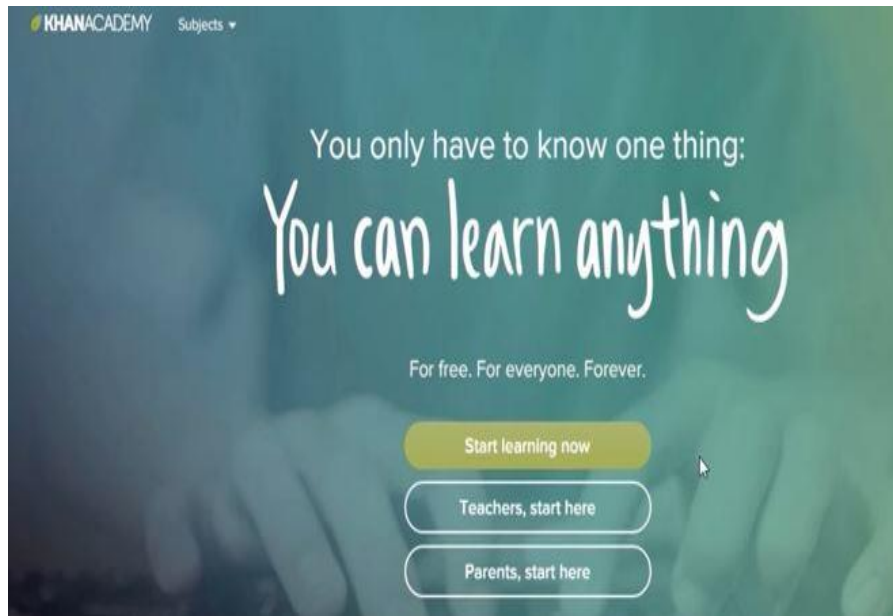 KHANACADEMY Subjects
You only have to know one thing:
You can learn anything
For free. For everyone. Forever.
Start learning now
Teachers, start here
Parents, start here